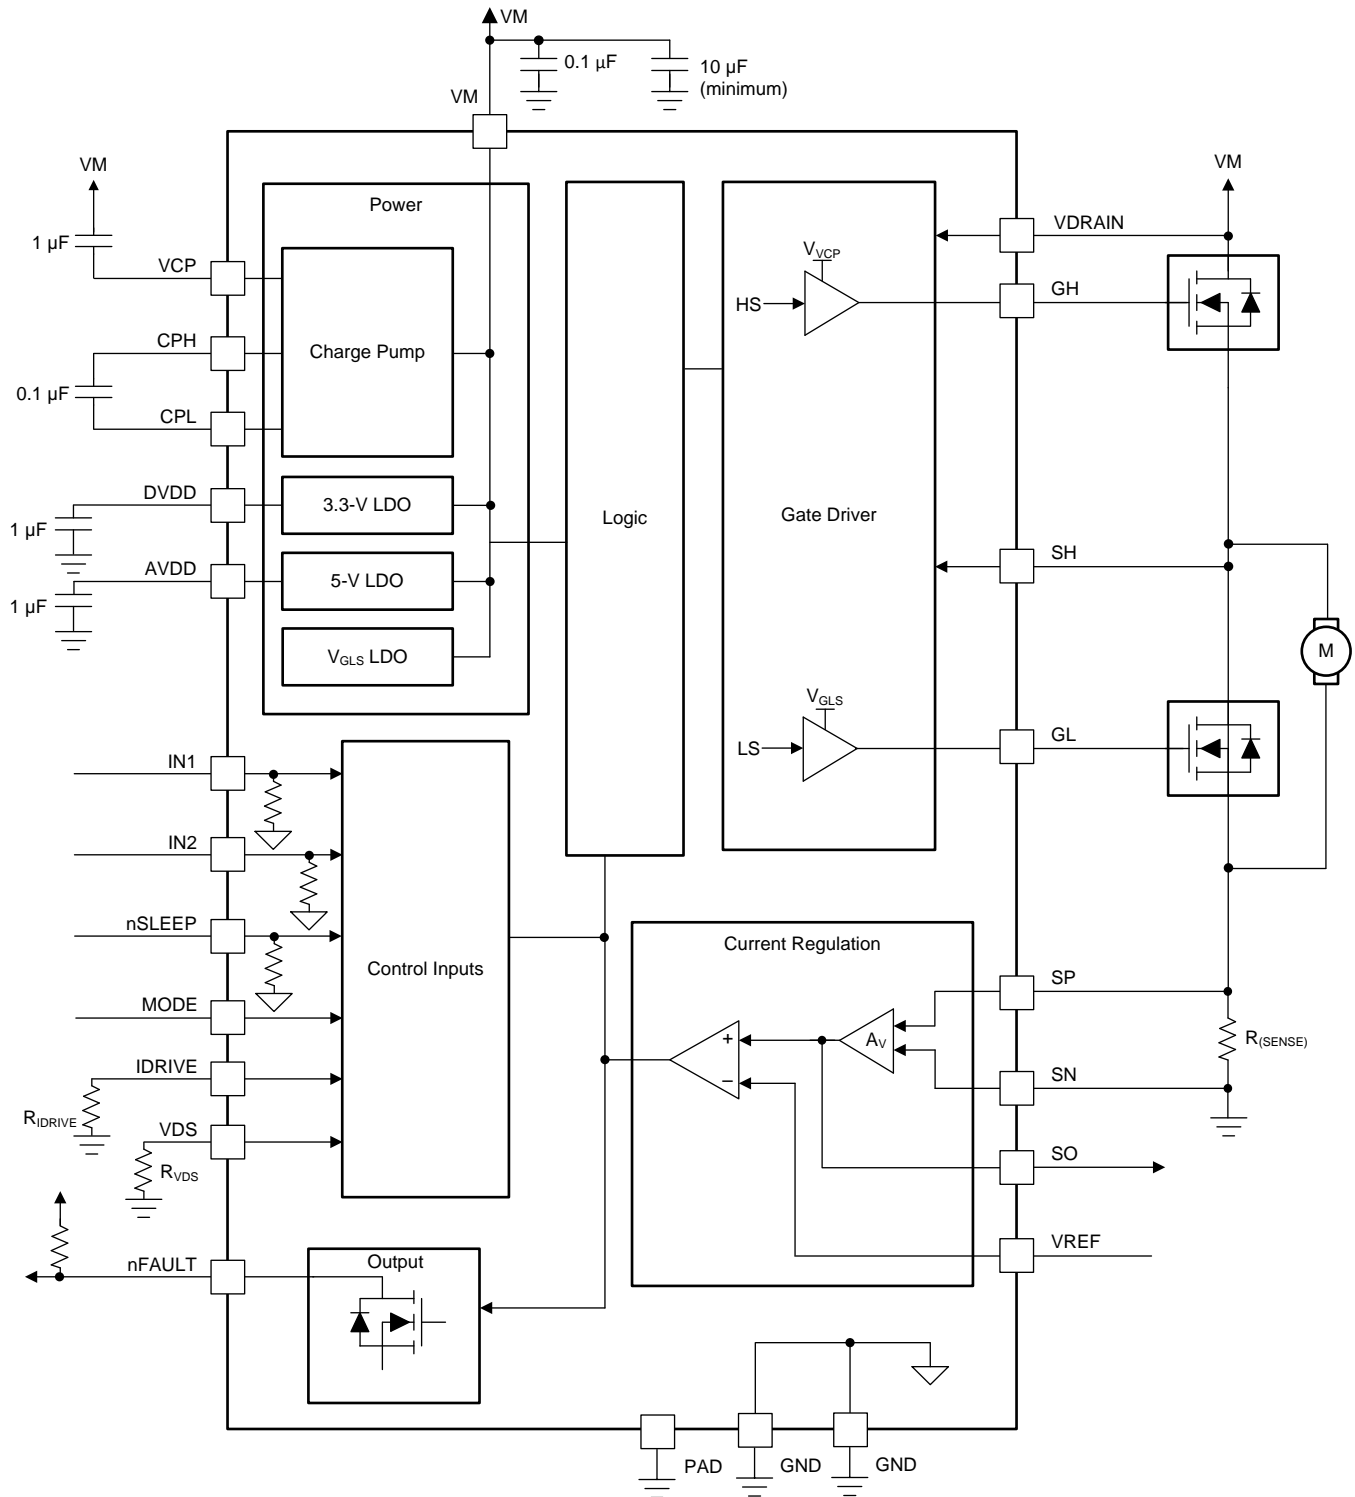 VM
0.1 µF
10 µF
(minimum)
VM
VM
1 µF
VCP
CPH
0.1 µF
CPL
DVDD
1 µF
AVDD
1 µF
Power
Charge Pump
3.3-V LDO
5-V LDO
VGLS LDO
Logic
Gate Driver
VVCP
HS
VGLS
LS
VM
VDRAIN
GH
SH
M
GL
IN1
IN2
nSLEEP
MODE
IDRIVE
RIDRIVE
VDS
RVDS
nFAULT
Control Inputs
Output
Current Regulation
+
−
AV
SP
R(SENSE)
SN
SO
VREF
PAD
GND
GND